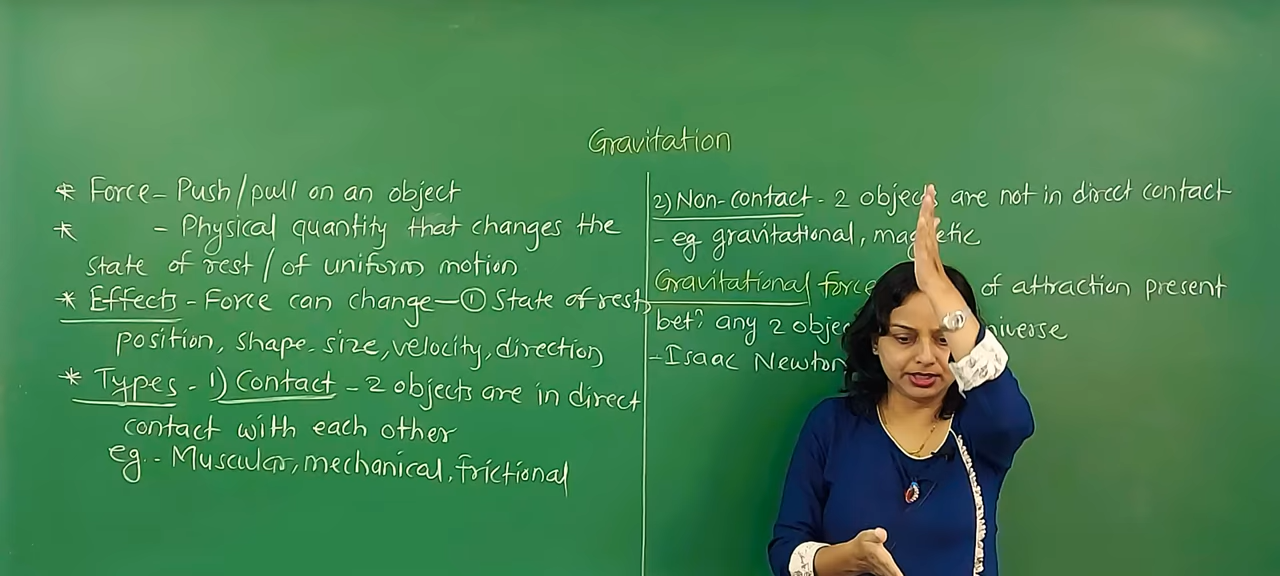 Gravitation
* Force - Push/pull on an object
* - Physical quantity that changes the
state of rest / of uniform motion
* Effects - Force can change - ① State of rest,
position, shape, size, velocity, direction
* Types - 1) Contact - 2 objects are in direct
contact with each other
eg. - Muscular, mechanical, frictional
2) Non-contact - 2 objects are not in direct contact
- eg gravitational, magnetic
Gravitational force of attraction present
betⁿ any 2
- Isaac Newton